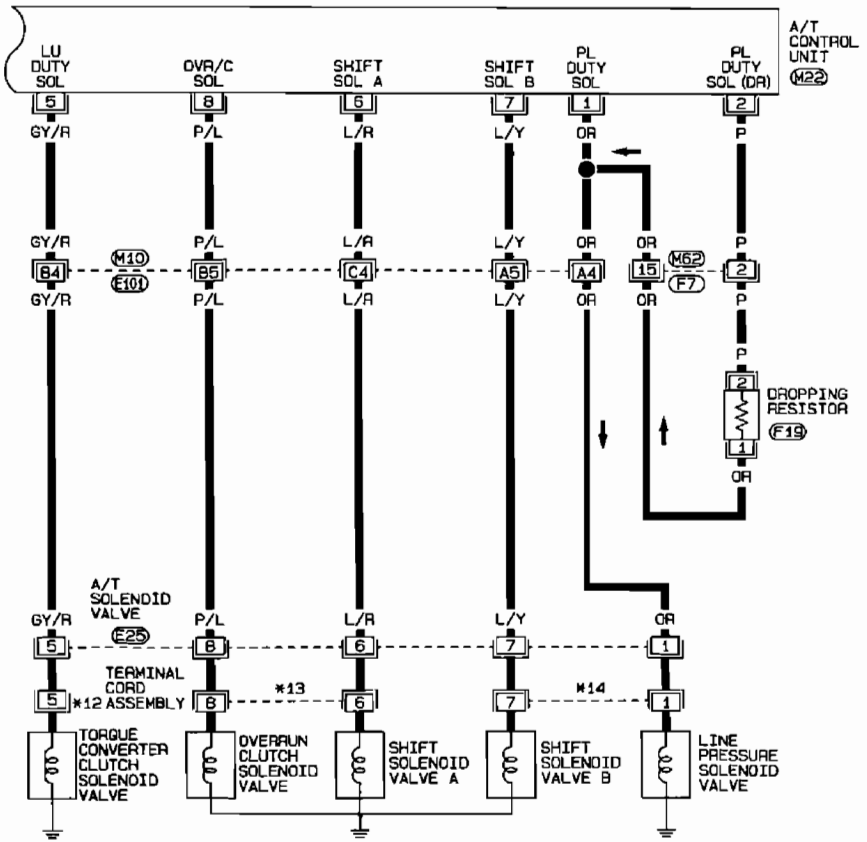 A/T
CONTROL
UNIT
M22
LU
DUTY
SOL
OVR/C
SOL
SHIFT
SOL A
SHIFT
SOL B
PL
DUTY
SOL
PL
DUTY
SOL (DR)
5 8 6 7 1 2
GY/R P/L L/R L/Y OR P
GY/R P/L L/R L/Y OR OR P
M10 M62
B4 B5 C4 A5 A4 15 2
E101 F7
GY/R P/L L/R L/Y OR OR P
P
2
DROPPING
RESISTOR
F19
1
OR
A/T
SOLENOID
VALVE
E25
GY/R P/L L/R L/Y OR
5 8 6 7 1
TERMINAL
CORD
ASSEMBLY
*12 *13 *14
5 8 6 7 1
TORQUE
CONVERTER
CLUTCH
SOLENOID
VALVE
OVERRUN
CLUTCH
SOLENOID
VALVE
SHIFT
SOLENOID
VALVE A
SHIFT
SOLENOID
VALVE B
LINE
PRESSURE
SOLENOID
VALVE